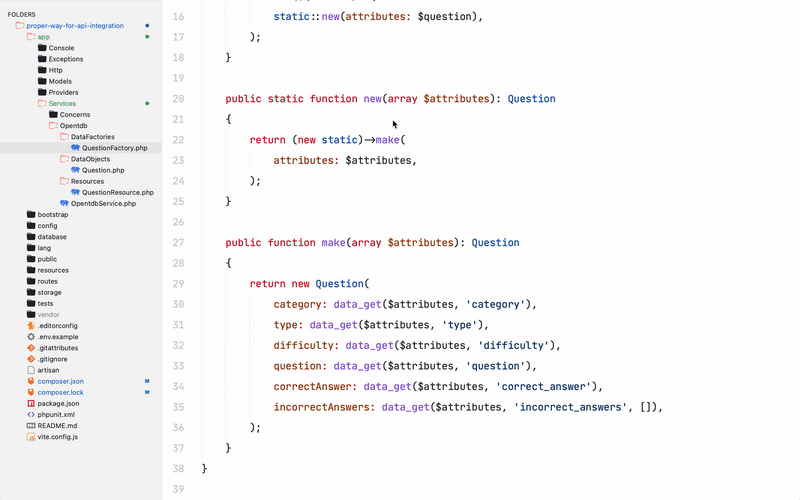 FOLDERS
proper-way-for-api-integration
app
Console
Exceptions
Http
Models
Providers
Services
Concerns
Opentdb
DataFactories
QuestionFactory.php
DataObjects
Question.php
Resources
QuestionResource.php
OpentdbService.php
bootstrap
config
database
lang
public
resources
routes
storage
tests
vendor
.editorconfig
.env.example
.gitattributes
.gitignore
artisan
composer.json M
composer.lock M
package.json
phpunit.xml
README.md
vite.config.js
16 static::new(attributes: $question),
17 );
18 }
19
20 public static function new(array $attributes): Question
21 {
22 return (new static)->make(
23 attributes: $attributes,
24 );
25 }
26
27 public function make(array $attributes): Question
28 {
29 return new Question(
30 category: data_get($attributes, 'category'),
31 type: data_get($attributes, 'type'),
32 difficulty: data_get($attributes, 'difficulty'),
33 question: data_get($attributes, 'question'),
34 correctAnswer: data_get($attributes, 'correct_answer'),
35 incorrectAnswers: data_get($attributes, 'incorrect_answers', []),
36 );
37 }
38 }
39